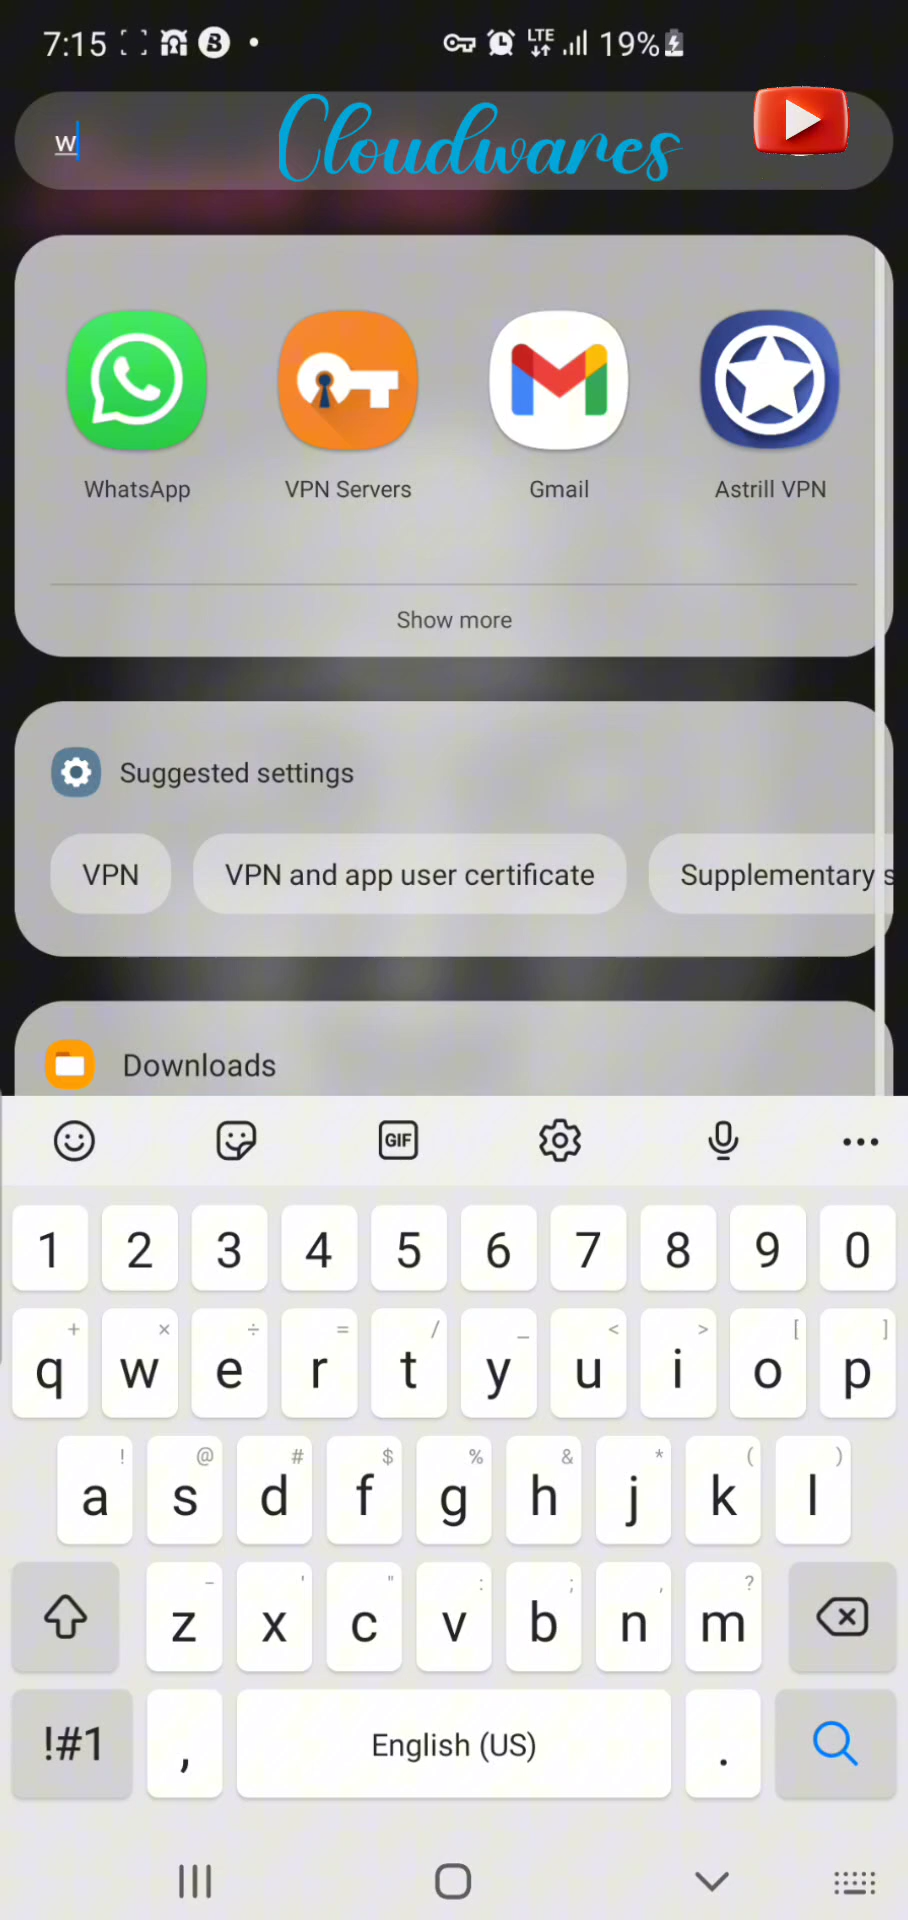 7:15 B LTE 19%
w Cloudwares
WhatsApp VPN Servers Gmail Astrill VPN
Show more
Suggested settings
VPN VPN and app user certificate Supplementary s
Downloads
GIF
1 2 3 4 5 6 7 8 9 0
+ × ÷ = / _ < > [ ]
q w e r t y u i o p
! @ # $ % & * ( )
a s d f g h j k l
- ' " : ; , ?
z x c v b n m
!#1 , English (US) .